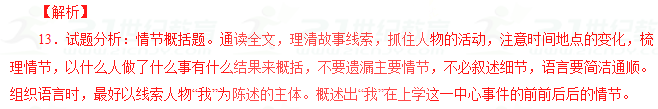 【解析】
13．试题分析：情节概括题。通读全文，理清故事线索，抓住人物的活动，注意时间地点的变化，梳
理情节，以什么人做了什么事有什么结果来概括，不要遗漏主要情节，不必叙述细节，语言要简洁通顺。
组织语言时，最好以线索人物“我”为陈述的主体。概述出“我”在上学这一中心事件的前前后后的情节。